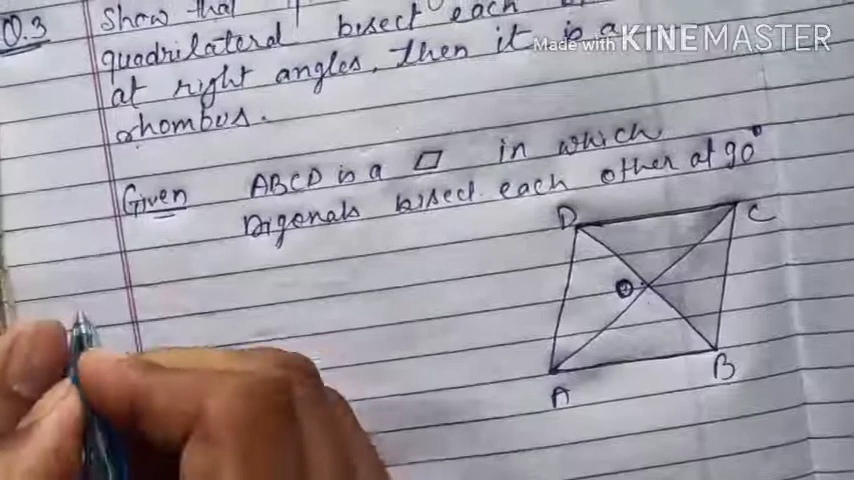 Q.3 Show that
quadrilateral bisect each
at right angles, then it is a
rhombus.
Made with KINEMASTER
Given ABCD is a ▱ in which
Digonals bisect each other at 90°
D C
O
A B